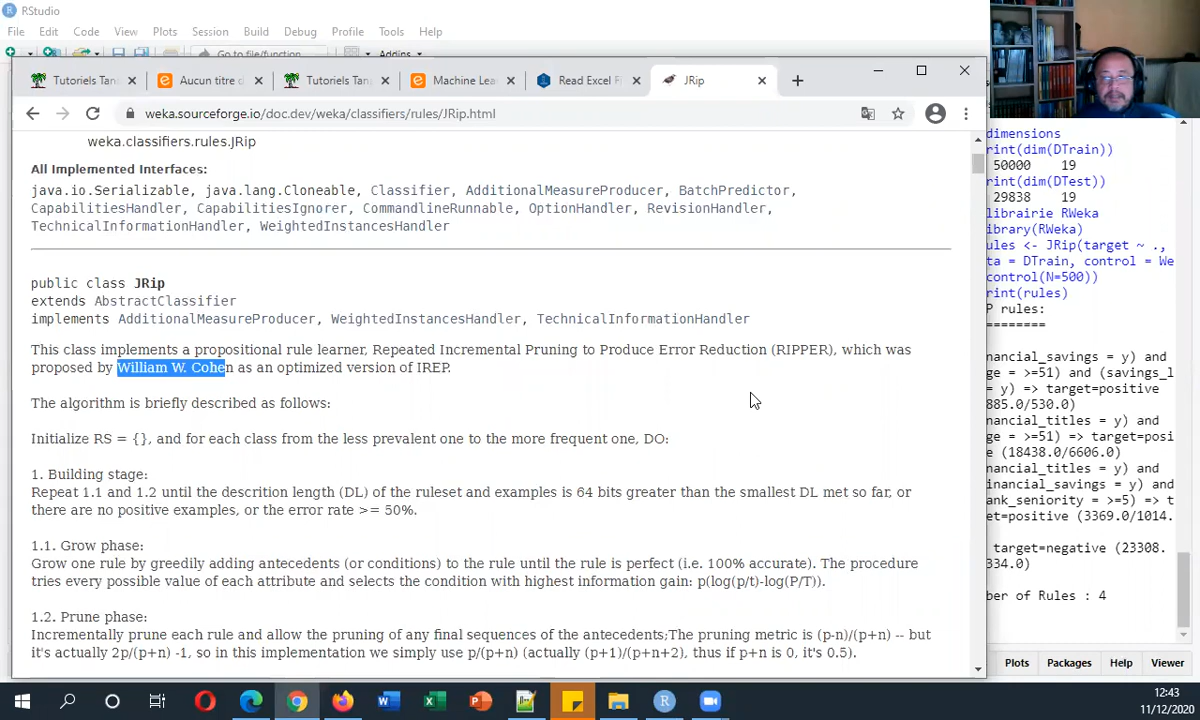 RStudio
File Edit Code View Plots Session Build Debug Profile Tools Help
Go to file/function Addins
Tutoriels Tan Aucun titre d Tutoriels Tan Machine Lea Read Excel F JRip
weka.sourceforge.io/doc.dev/weka/classifiers/rules/JRip.html
weka.classifiers.rules.JRip
All Implemented Interfaces:
java.io.Serializable, java.lang.Cloneable, Classifier, AdditionalMeasureProducer, BatchPredictor,
CapabilitiesHandler, CapabilitiesIgnorer, CommandlineRunnable, OptionHandler, RevisionHandler,
TechnicalInformationHandler, WeightedInstancesHandler
public class JRip
extends AbstractClassifier
implements AdditionalMeasureProducer, WeightedInstancesHandler, TechnicalInformationHandler
This class implements a propositional rule learner, Repeated Incremental Pruning to Produce Error Reduction (RIPPER), which was
proposed by William W. Cohen as an optimized version of IREP.
The algorithm is briefly described as follows:
Initialize RS = {}, and for each class from the less prevalent one to the more frequent one, DO:
1. Building stage:
Repeat 1.1 and 1.2 until the descrition length (DL) of the ruleset and examples is 64 bits greater than the smallest DL met so far, or
there are no positive examples, or the error rate >= 50%.
1.1. Grow phase:
Grow one rule by greedily adding antecedents (or conditions) to the rule until the rule is perfect (i.e. 100% accurate). The procedure
tries every possible value of each attribute and selects the condition with highest information gain: p(log(p/t)-log(P/T)).
1.2. Prune phase:
Incrementally prune each rule and allow the pruning of any final sequences of the antecedents;The pruning metric is (p-n)/(p+n) -- but
it's actually 2p/(p+n) -1, so in this implementation we simply use p/(p+n) (actually (p+1)/(p+n+2), thus if p+n is 0, it's 0.5).
dimensions
rint(dim(DTrain))
50000 19
rint(dim(DTest))
29838 19
librairie RWeka
ibrary(RWeka)
ules <- JRip(target ~ .,
ta = DTrain, control = We
control(N=500))
rint(rules)
P rules:
========
nancial_savings = y) and
ge = >=51) and (savings_l
= y) => target=positive
885.0/530.0)
nancial_titles = y) and
ge = >=51) => target=posi
e (18438.0/6606.0)
nancial_titles = y) and
inancial_savings = y) and
ank_seniority = >=5) => t
et=positive (3369.0/1014.
target=negative (23308.
334.0)
ber of Rules : 4
Plots Packages Help Viewer
12:43
11/12/2020